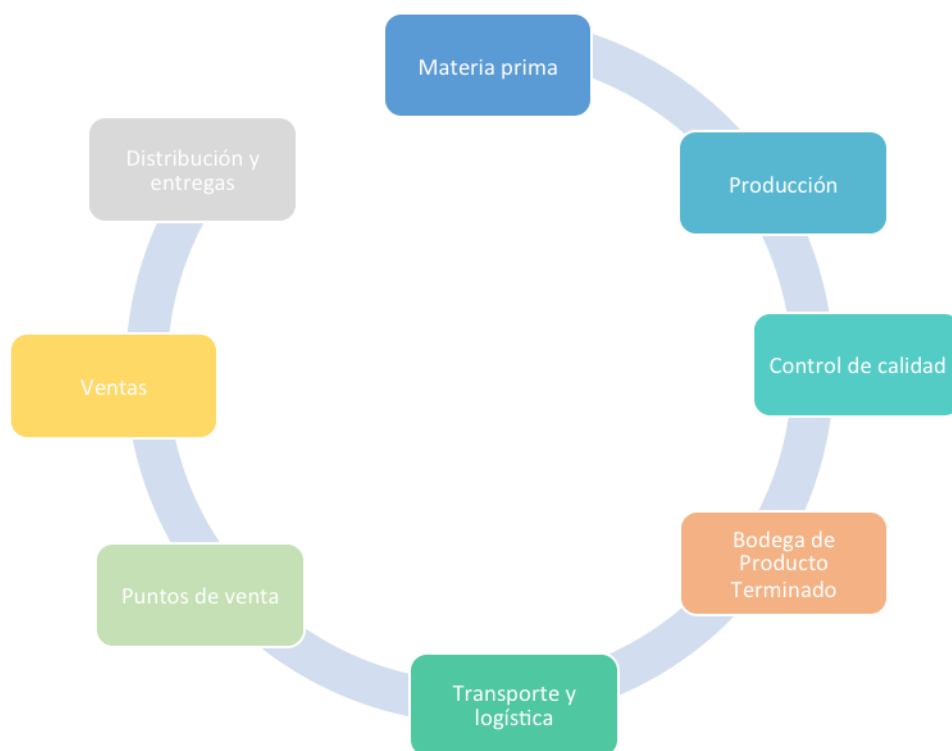 Materia prima
Producción
Control de calidad
Bodega de
Producto
Terminado
Transporte y
logística
Puntos de venta
Ventas
Distribución y
entregas